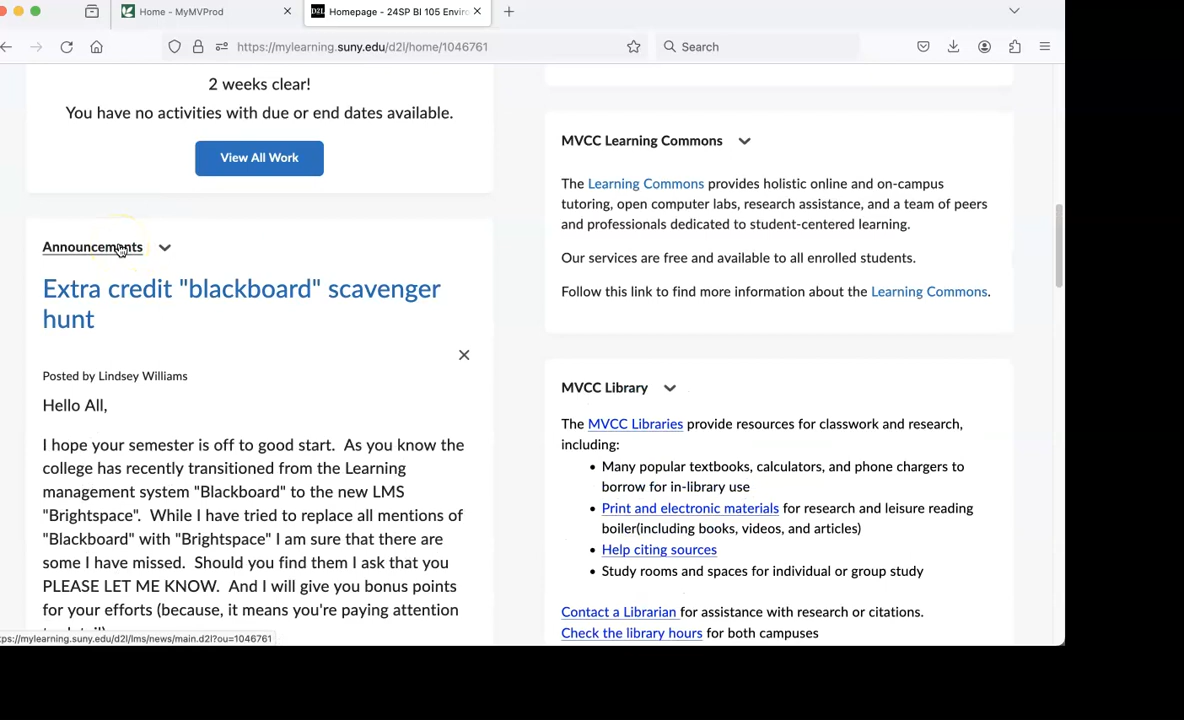 Home - MyMVProd
Homepage - 24SP BI 105 Enviro
https://mylearning.suny.edu/d2l/home/1046761
Search
2 weeks clear!
You have no activities with due or end dates available.
View All Work
Announcements
Extra credit "blackboard" scavenger
hunt
Posted by Lindsey Williams
Hello All,
I hope your semester is off to good start. As you know the
college has recently transitioned from the Learning
management system "Blackboard" to the new LMS
"Brightspace". While I have tried to replace all mentions of
"Blackboard" with "Brightspace" I am sure that there are
some I have missed. Should you find them I ask that you
PLEASE LET ME KNOW. And I will give you bonus points
for your efforts (because, it means you're paying attention
tps://mylearning.suny.edu/d2l/lms/news/main.d2l?ou=1046761
MVCC Learning Commons
The Learning Commons provides holistic online and on-campus
tutoring, open computer labs, research assistance, and a team of peers
and professionals dedicated to student-centered learning.
Our services are free and available to all enrolled students.
Follow this link to find more information about the Learning Commons.
MVCC Library
The MVCC Libraries provide resources for classwork and research,
including:
• Many popular textbooks, calculators, and phone chargers to
borrow for in-library use
• Print and electronic materials for research and leisure reading
boiler(including books, videos, and articles)
• Help citing sources
• Study rooms and spaces for individual or group study
Contact a Librarian for assistance with research or citations.
Check the library hours for both campuses